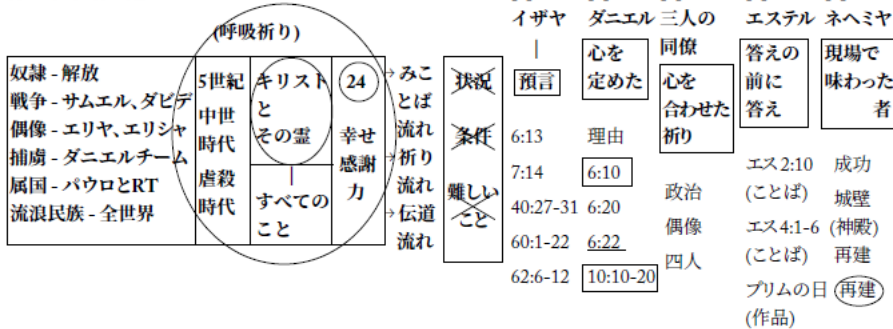 (呼吸祈り)
奴隷 - 解放
戦争 - サムエル、ダビデ
偶像 - エリヤ、エリシャ
捕虜 - ダニエルチーム
属国 - パウロとRT
流浪民族 - 全世界
5世紀
中世
時代
虐殺
時代
キリスト
と
その霊
すべての
こと
24
幸せ
感謝
力
→みこ
とば
流れ
→祈り
流れ
→伝道
流れ
状況
条件
難しい
こと
イザヤ
預言
6:13
7:14
40:27-31
60:1-22
62:6-12
ダニエル
心を
定めた
理由
6:10
6:20
6:22
10:10-20
三人の
同僚
心を
合わせた
祈り
政治
偶像
四人
エステル
答えの
前に
答え
エス2:10
(ことば)
エス4:1-6
(ことば)
プリムの日
(作品)
ネヘミヤ
現場で
味わった
者
成功
城壁
(神殿)
再建
再建